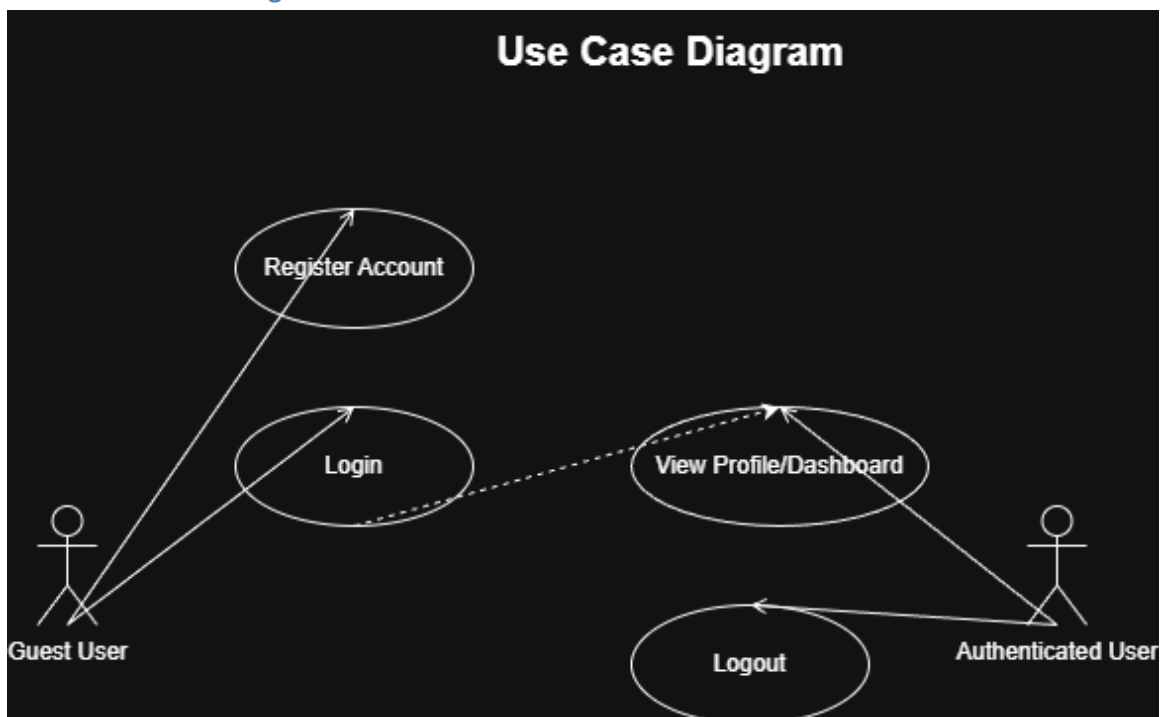 Use Case Diagram
Register Account
Login
View Profile/Dashboard
Guest User
Authenticated User
Logout